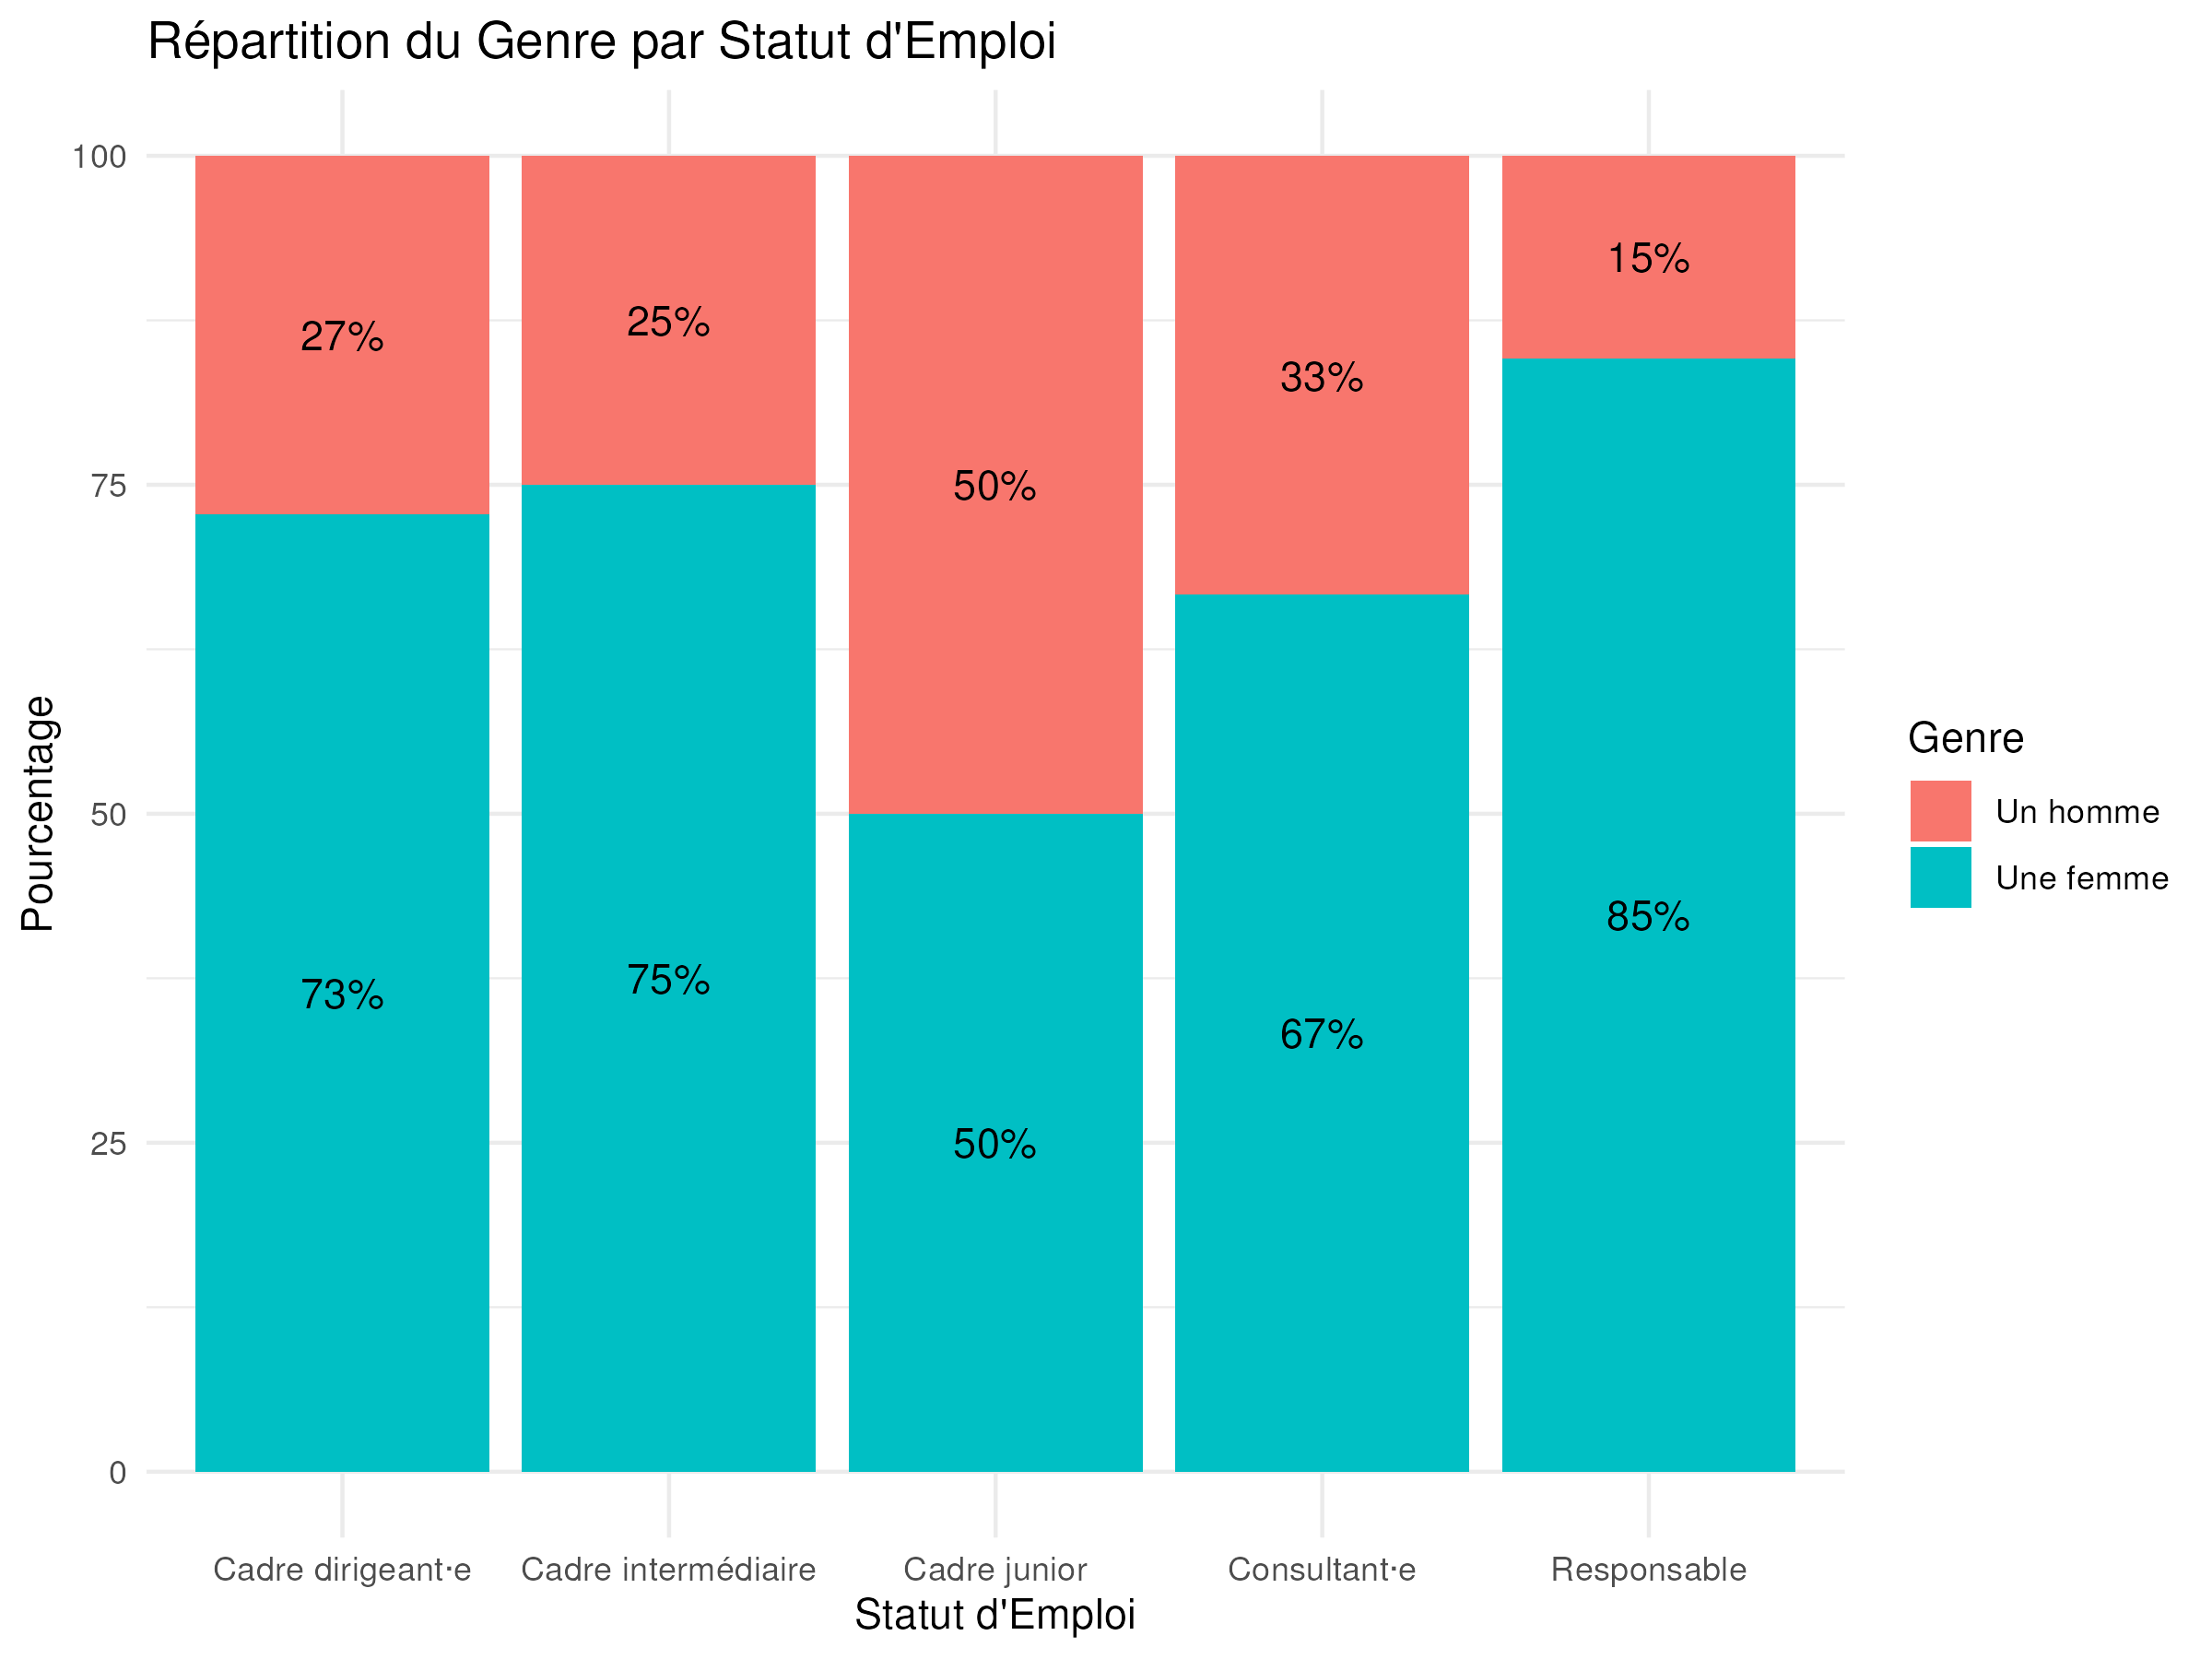 Répartition du Genre par Statut d'Emploi
Pourcentage
100
75
50
25
0
27%
25%
50%
33%
15%
73%
75%
50%
67%
85%
Cadre dirigeant·e
Cadre intermédiaire
Cadre junior
Consultant·e
Responsable
Statut d'Emploi
Genre
Un homme
Une femme